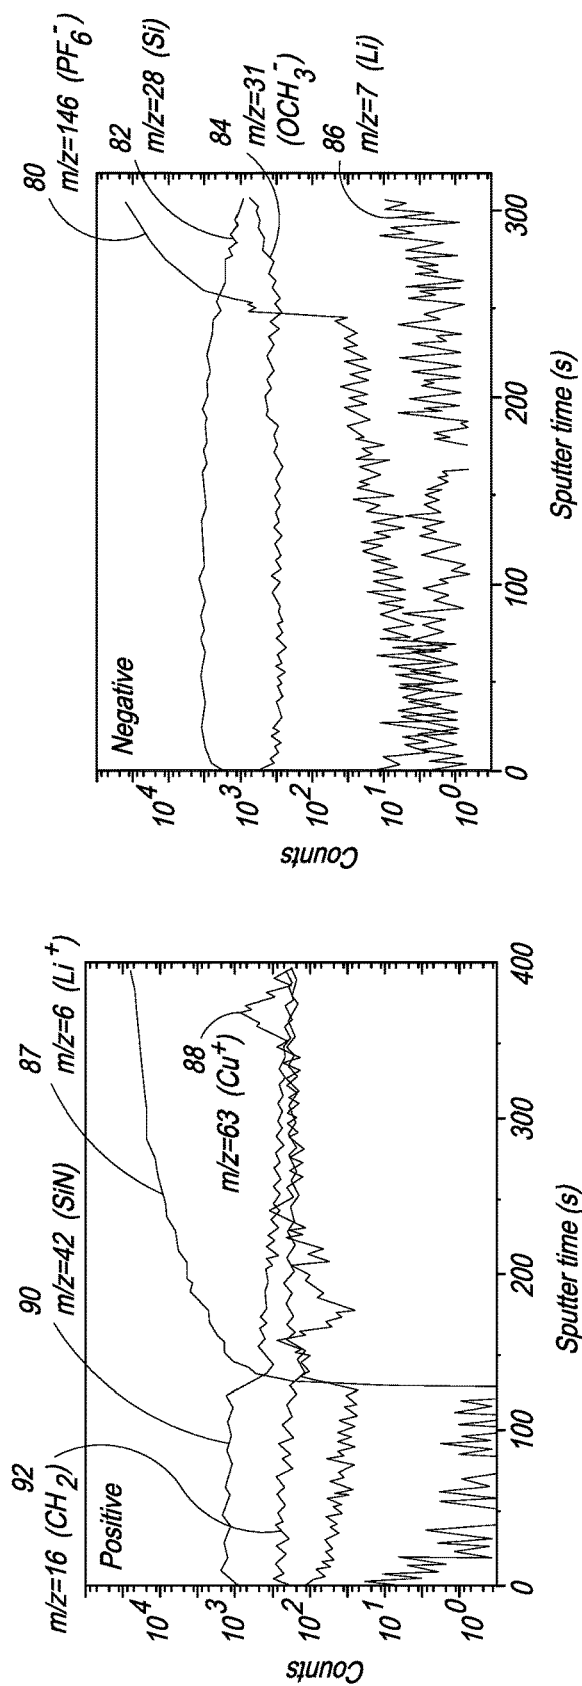 92
m/z=16 (CH2)
90
m/z=42 (SiN)
87
m/z=6 (Li+)
Positive
88
m/z=63 (Cu+)
Counts
10^4
10^3
10^2
10^1
10^0
0
100
200
300
400
Sputter time (s)
80
m/z=146 (PF6-)
82
m/z=28 (Si)
84
m/z=31
(OCH3-)
86
m/z=7 (Li)
Negative
Counts
10^4
10^3
10^2
10^1
10^0
0
100
200
300
Sputter time (s)